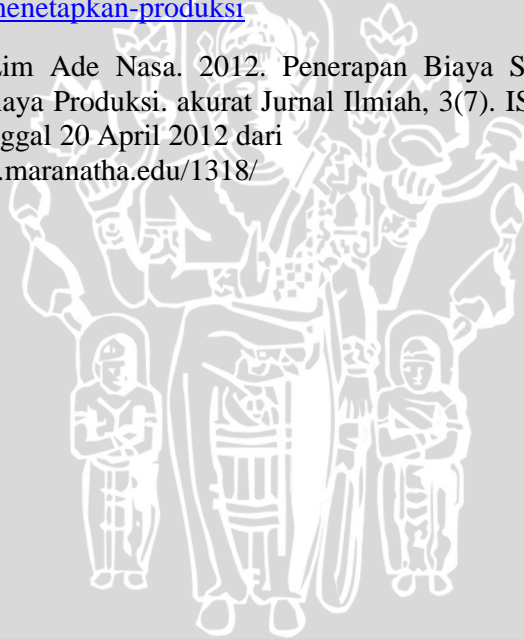 menetapkan-produksi
im Ade Nasa. 2012. Penerapan Biaya S
aya Produksi. akurat Jurnal Ilmiah, 3(7). IS
ggal 20 April 2012 dari
.maranatha.edu/1318/